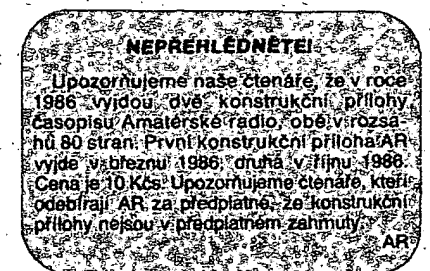 NEPŘEHLÉDNĚTE!
Upozorňujeme naše čtenáře, že v roce
1986 vyjdou dvě konstrukční přílohy
časopisu Amatérské radio, obě v rozsa-
hu 80 stran. První konstrukční příloha AR
vyjde v březnu 1986, druhá v říjnu 1986.
Cena je 10 Kčs. Upozorňujeme čtenáře, kteří
odebírají AR za předplatné, že konstrukční
přílohy nejsou v předplatném zahrnuty.
AR